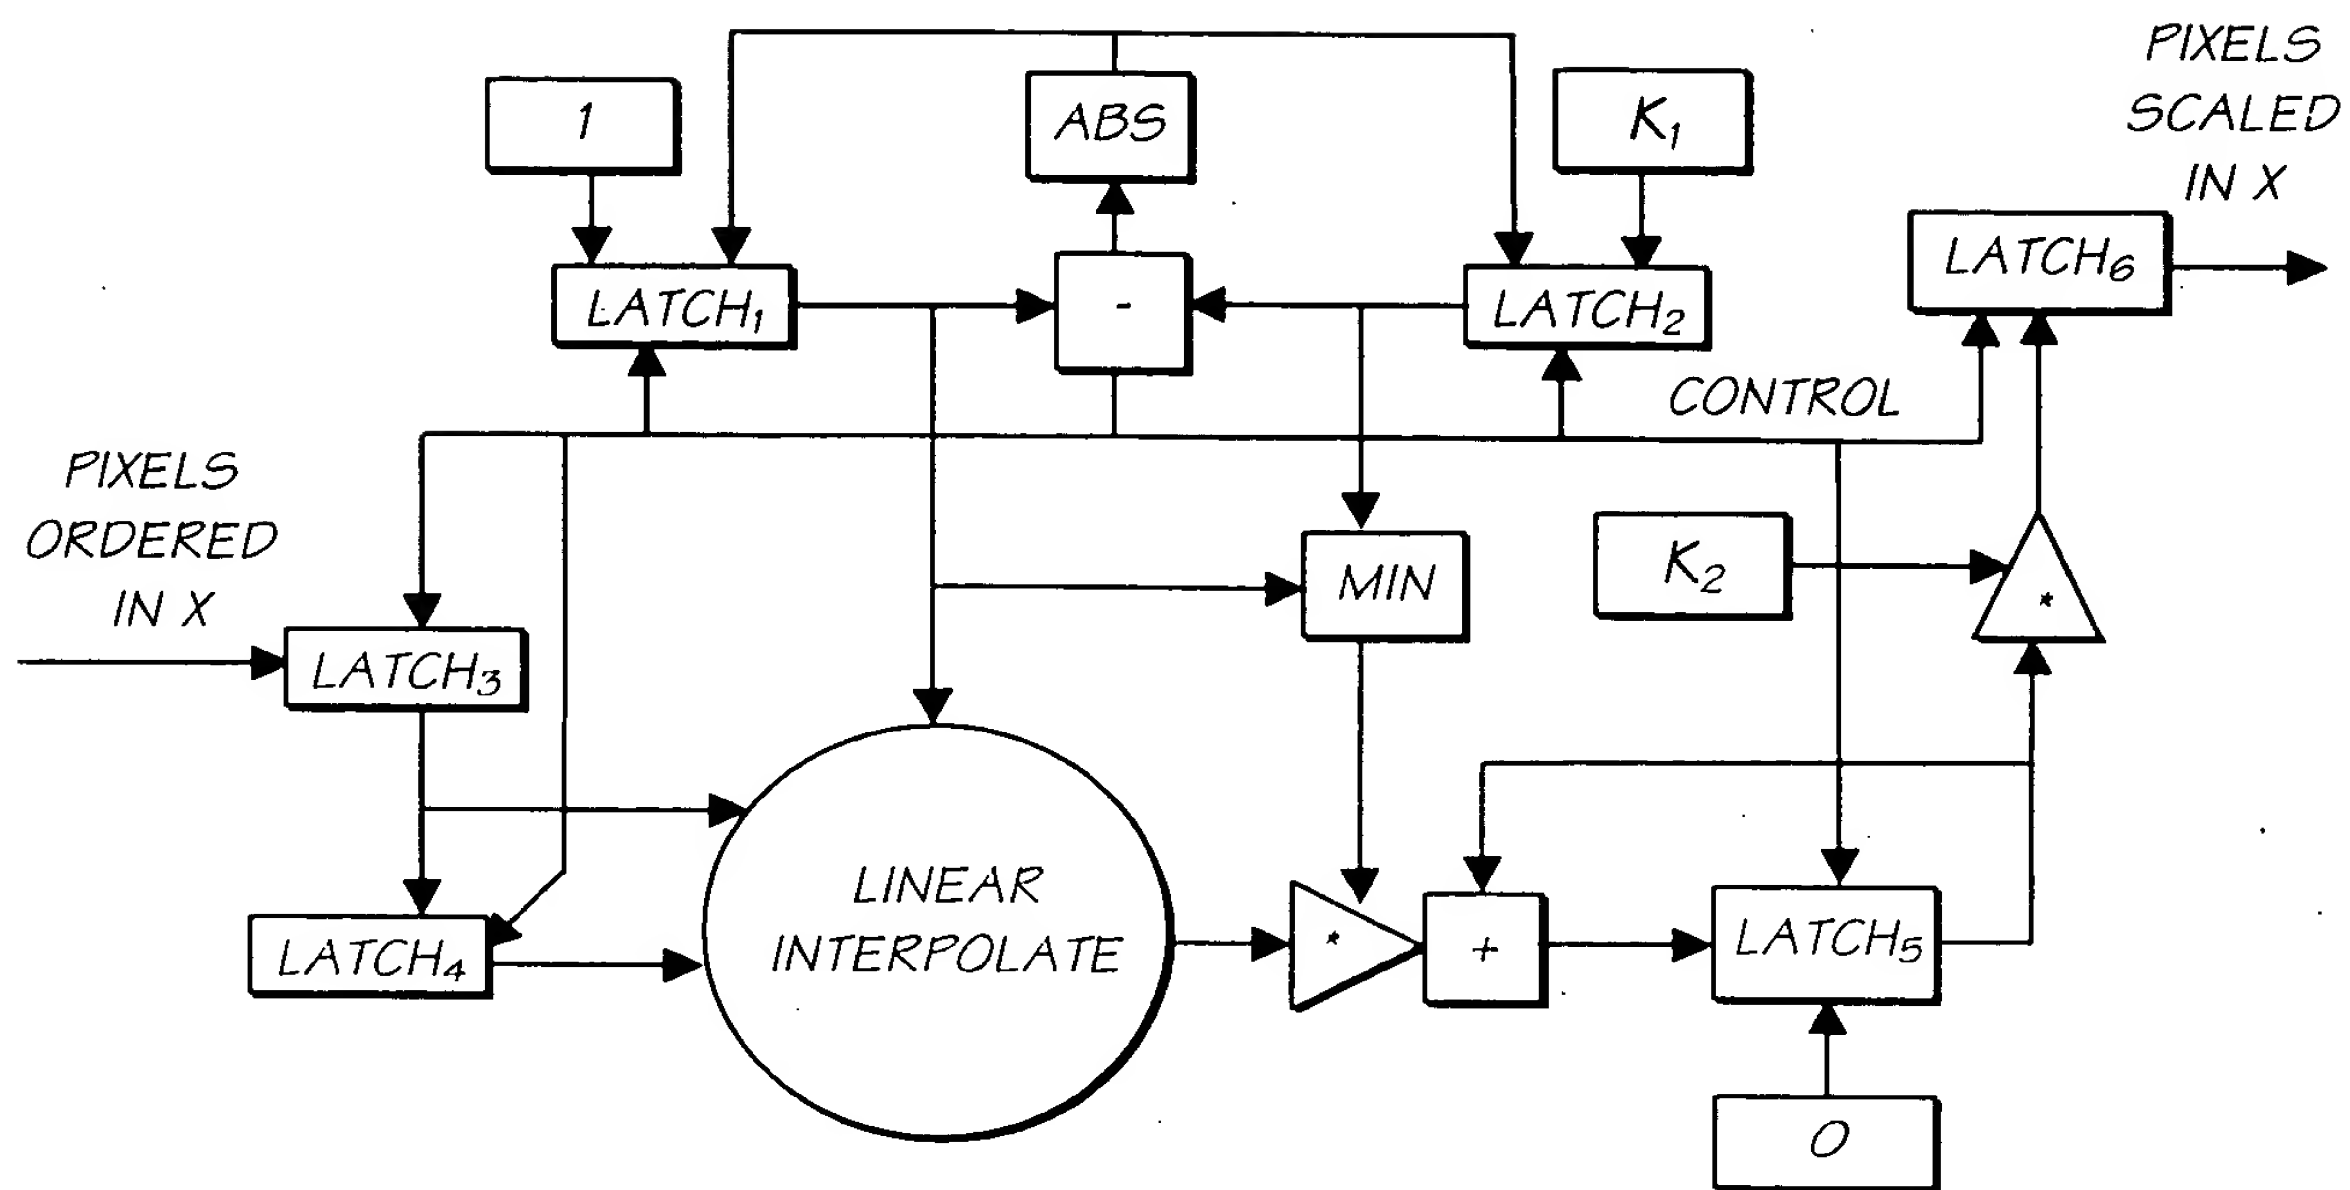 PIXELS
SCALED
IN X
1
ABS
K₁
LATCH₁
-
LATCH₂
LATCH₆
CONTROL
PIXELS
ORDERED
IN X
K₂
MIN
*
LATCH₃
LINEAR
INTERPOLATE
*
+
LATCH₅
LATCH₄
0